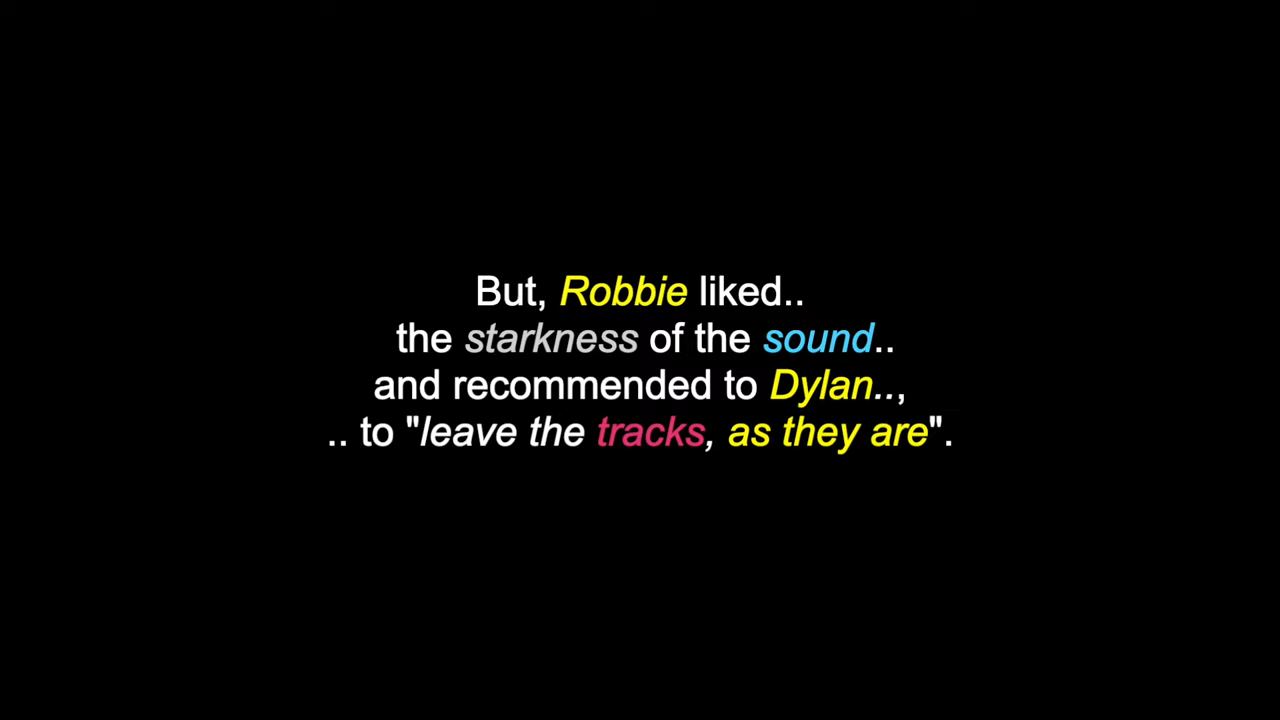 But, Robbie liked..
the starkness of the sound..
and recommended to Dylan..,
.. to "leave the tracks, as they are".